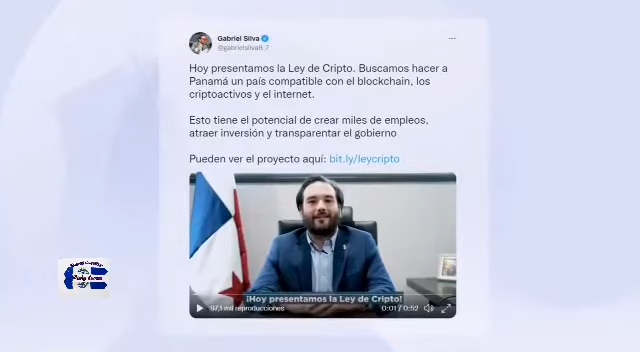 Gabriel Silva
@gabrielsilva8_7
Hoy presentamos la Ley de Cripto. Buscamos hacer a
Panamá un país compatible con el blockchain, los
criptoactivos y el internet.
Esto tiene el potencial de crear miles de empleos,
atraer inversión y transparentar el gobierno
Pueden ver el proyecto aquí: bit.ly/leycripto
¡Hoy presentamos la Ley de Cripto!
97,1 mil reproducciones
0:01 / 0:52